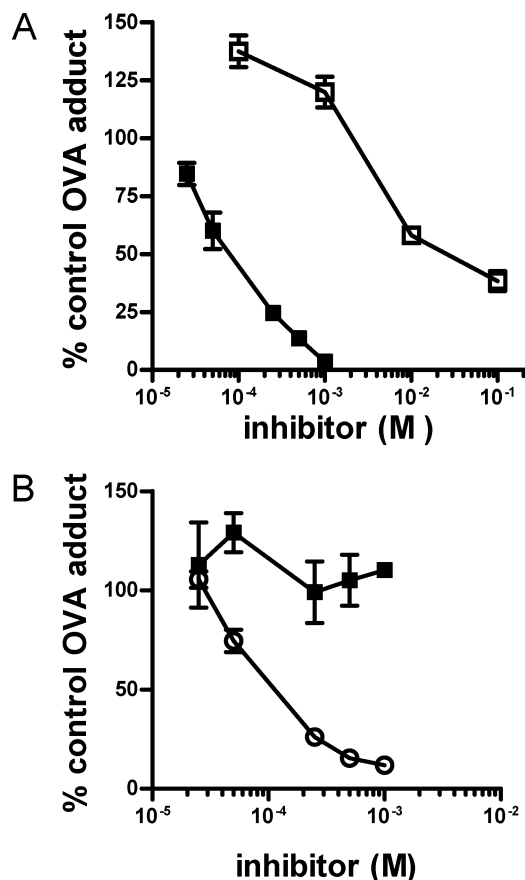 A
% control OVA adduct
150
125
100
75
50
25
0
10-5 10-4 10-3 10-2 10-1
inhibitor (M )
B
% control OVA adduct
150
100
50
0
10-5 10-4 10-3 10-2
inhibitor (M)